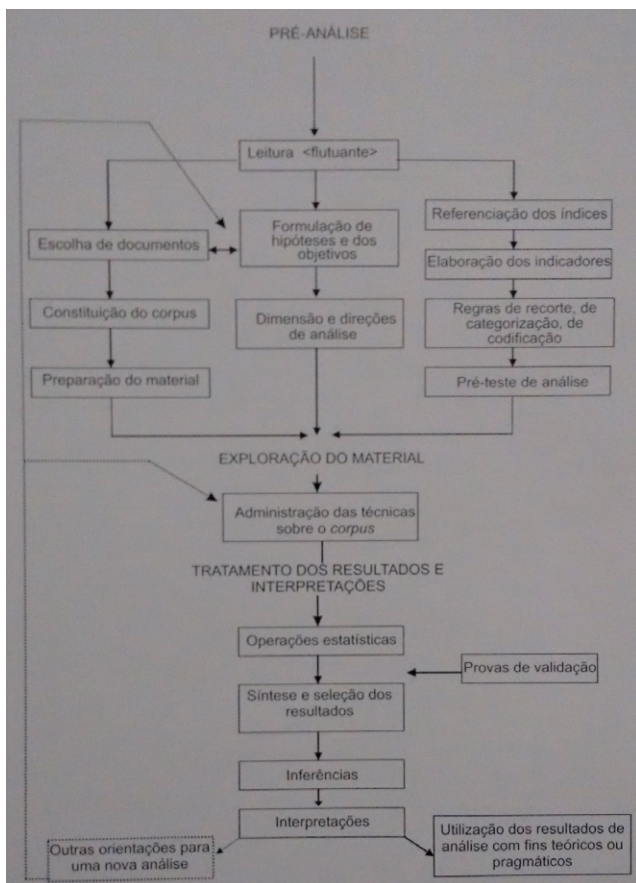 PRÉ-ANÁLISE
Leitura <flutuante>
Escolha de documentos
Constituição do corpus
Preparação do material
Formulação de
hipóteses e dos
objetivos
Dimensão e direções
de análise
Referenciação dos índices
Elaboração dos indicadores
Regras de recorte, de
categorização, de
codificação
Pré-teste de análise
EXPLORAÇÃO DO MATERIAL
Administração das técnicas
sobre o corpus
TRATAMENTO DOS RESULTADOS E
INTERPRETAÇÕES
Operações estatísticas
Provas de validação
Síntese e seleção dos
resultados
Inferências
Interpretações
Outras orientações para
uma nova análise
Utilização dos resultados de
análise com fins teóricos ou
pragmáticos